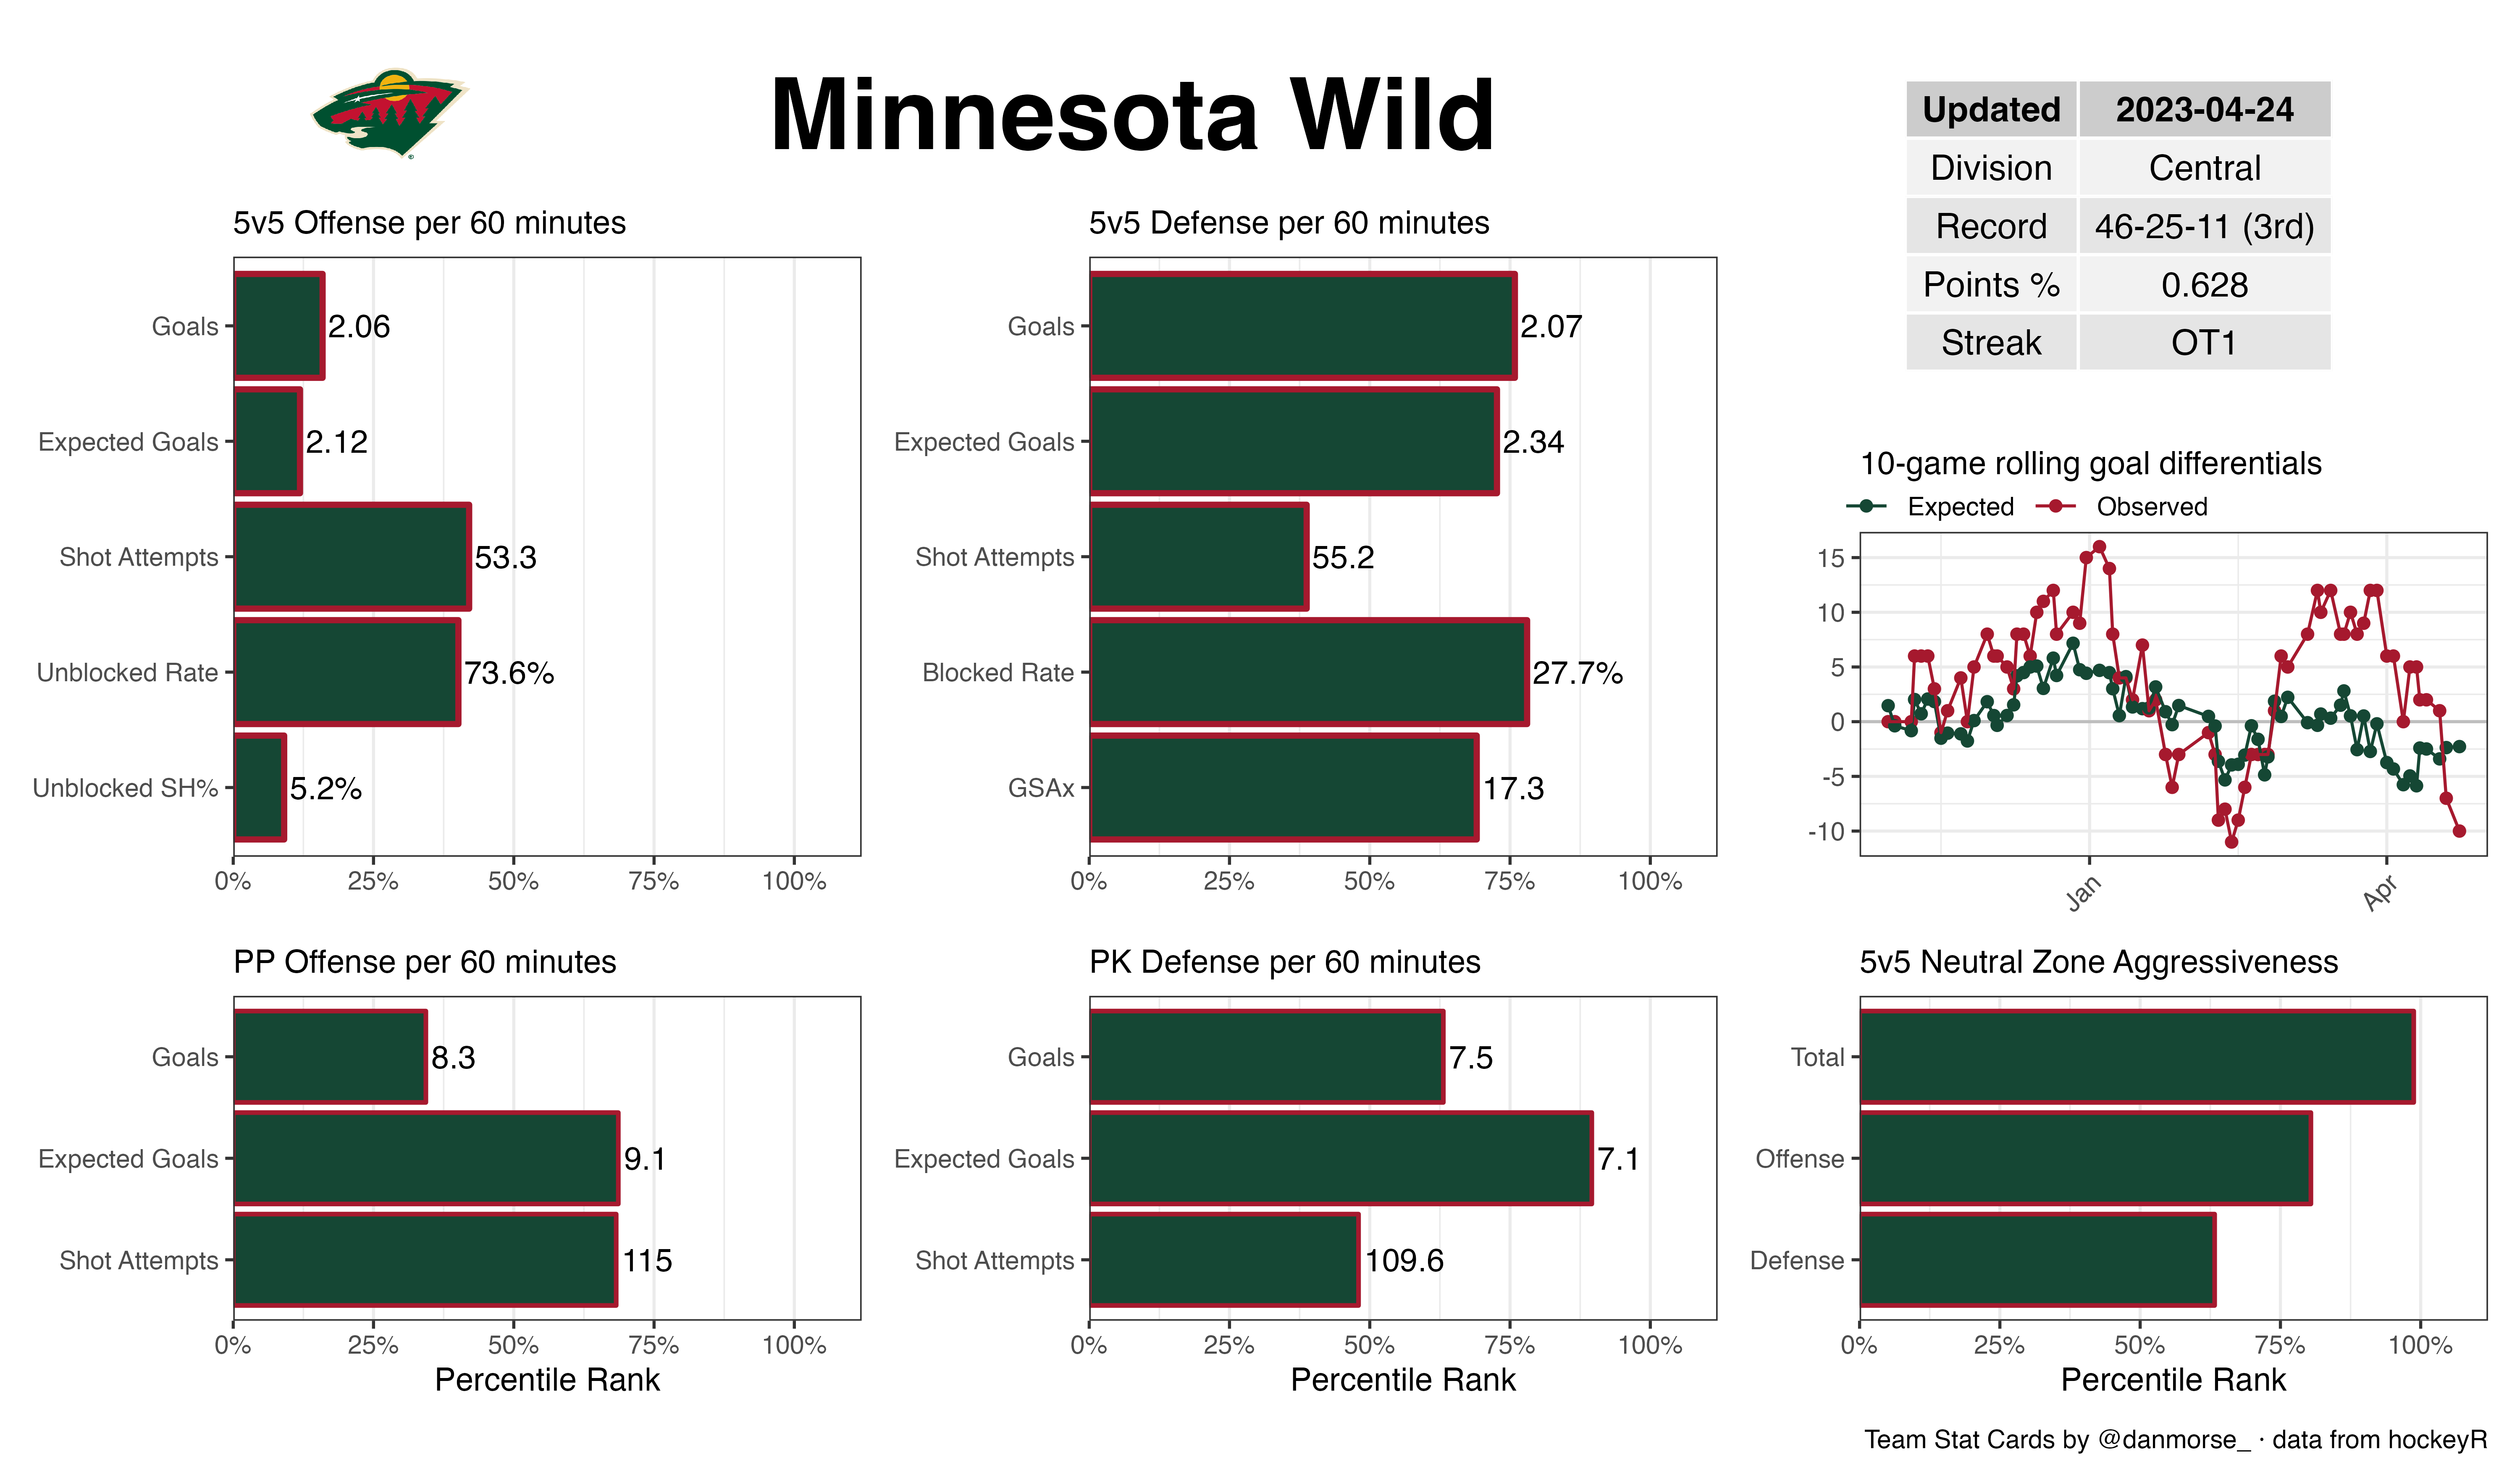 Minnesota Wild
Updated 2023-04-24
Division Central
Record 46-25-11 (3rd)
Points % 0.628
Streak OT1
5v5 Offense per 60 minutes
Goals 2.06
Expected Goals 2.12
Shot Attempts 53.3
Unblocked Rate 73.6%
Unblocked SH% 5.2%
0% 25% 50% 75% 100%
5v5 Defense per 60 minutes
Goals 2.07
Expected Goals 2.34
Shot Attempts 55.2
Blocked Rate 27.7%
GSAx 17.3
0% 25% 50% 75% 100%
10-game rolling goal differentials
Expected Observed
15
10
5
0
-5
-10
Jan Apr
PP Offense per 60 minutes
Goals 8.3
Expected Goals 9.1
Shot Attempts 115
0% 25% 50% 75% 100%
Percentile Rank
PK Defense per 60 minutes
Goals 7.5
Expected Goals 7.1
Shot Attempts 109.6
0% 25% 50% 75% 100%
Percentile Rank
5v5 Neutral Zone Aggressiveness
Total
Offense
Defense
0% 25% 50% 75% 100%
Percentile Rank
Team Stat Cards by @danmorse_ · data from hockeyR